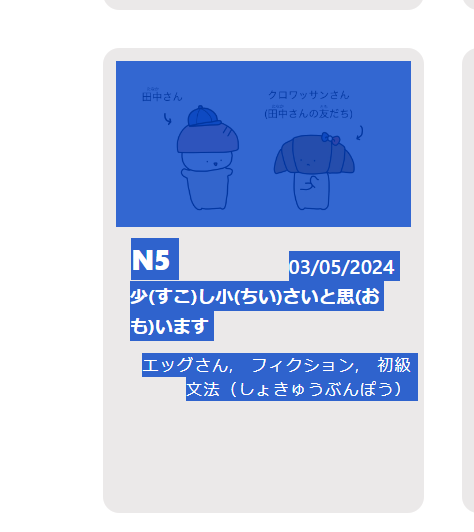 田中さん
クロワッサンさん
(田中さんの友だち)
N5
03/05/2024
少(すこ)し小(ちい)さいと思(お
も)います
エッグさん,　フィクション,　初級
文法（しょきゅうぶんぽう）